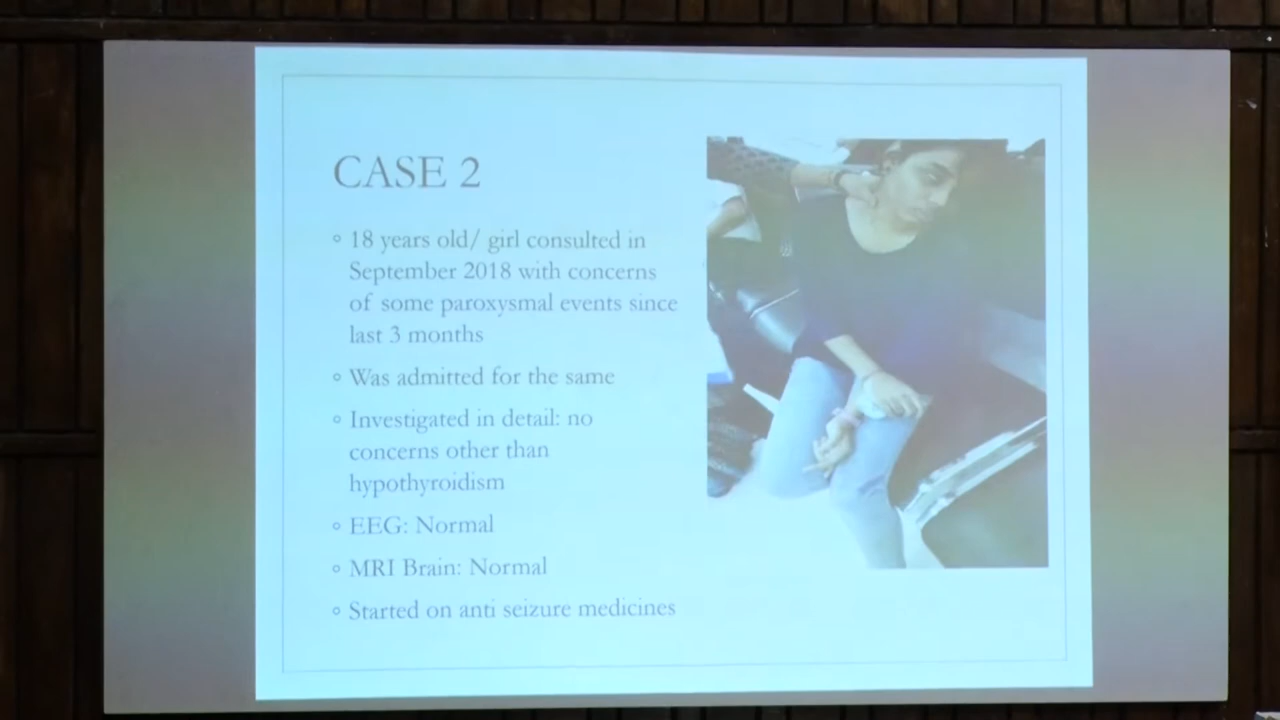 CASE 2
◦ 18 years old/ girl consulted in
September 2018 with concerns
of some paroxysmal events since
last 3 months
◦ Was admitted for the same
◦ Investigated in detail: no
concerns other than
hypothyroidism
◦ EEG: Normal
◦ MRI Brain: Normal
◦ Started on anti seizure medicines